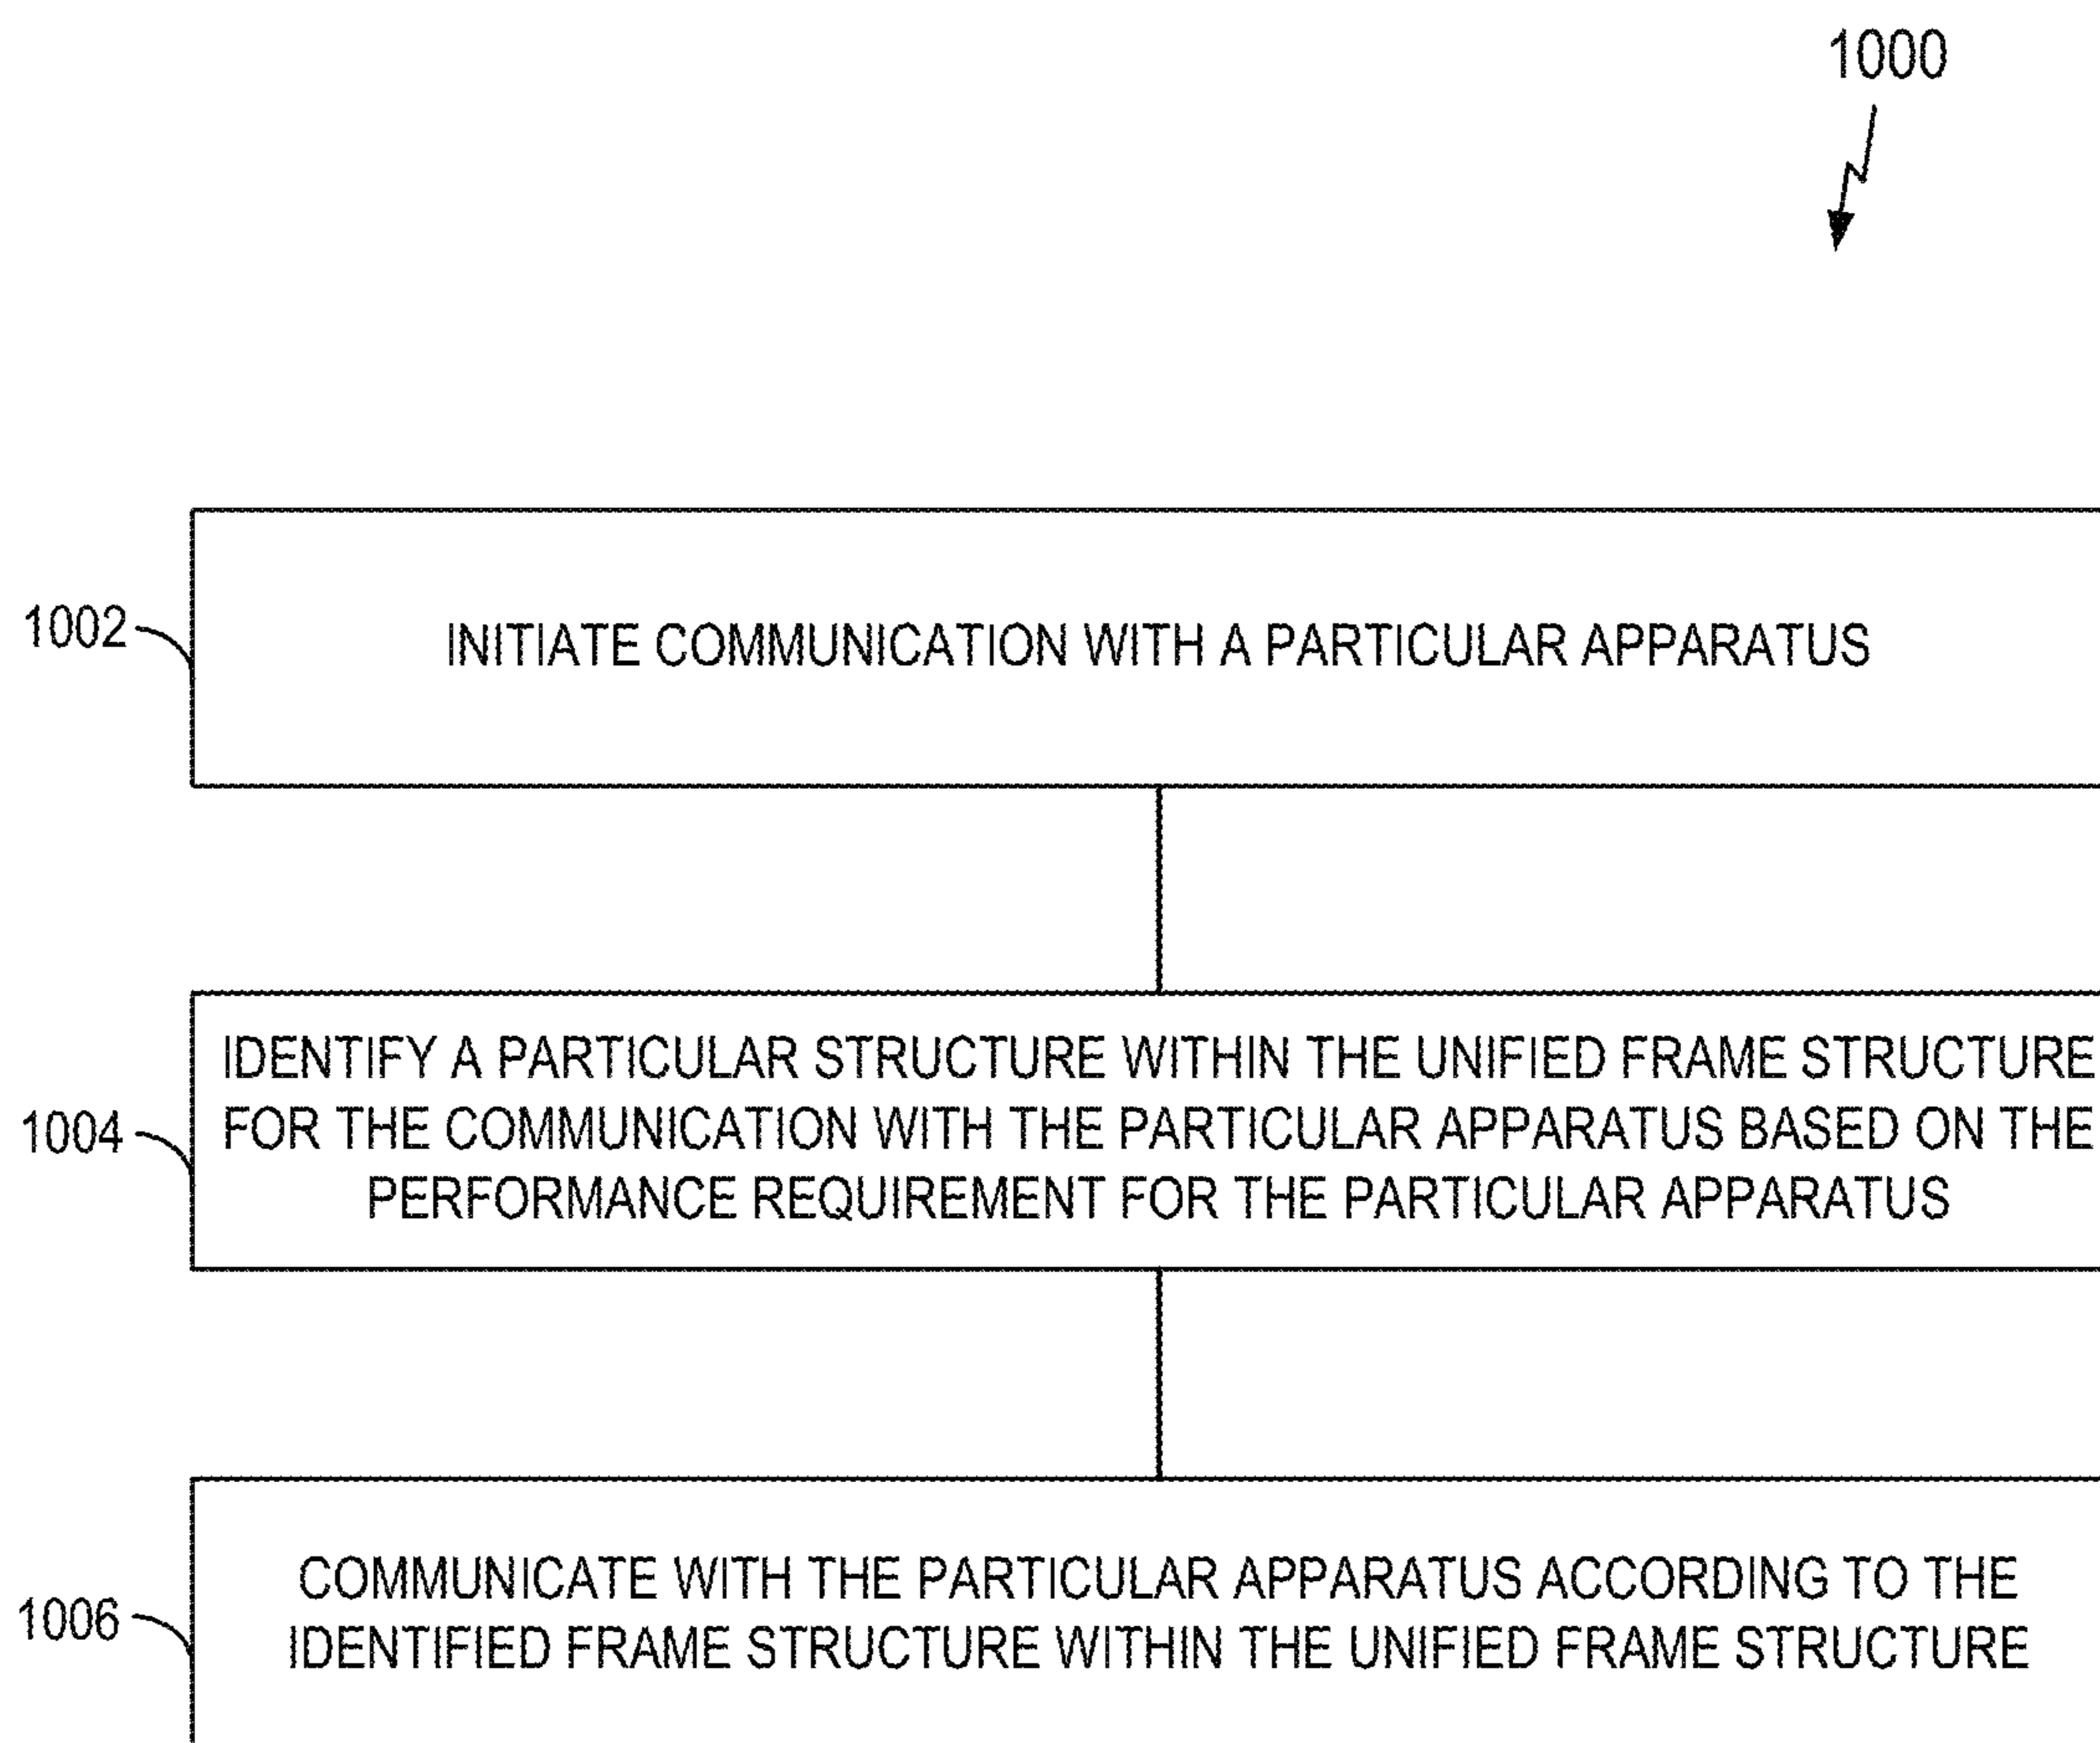 1000
1002
INITIATE COMMUNICATION WITH A PARTICULAR APPARATUS
1004
IDENTIFY A PARTICULAR STRUCTURE WITHIN THE UNIFIED FRAME STRUCTURE
FOR THE COMMUNICATION WITH THE PARTICULAR APPARATUS BASED ON THE
PERFORMANCE REQUIREMENT FOR THE PARTICULAR APPARATUS
1006
COMMUNICATE WITH THE PARTICULAR APPARATUS ACCORDING TO THE
IDENTIFIED FRAME STRUCTURE WITHIN THE UNIFIED FRAME STRUCTURE